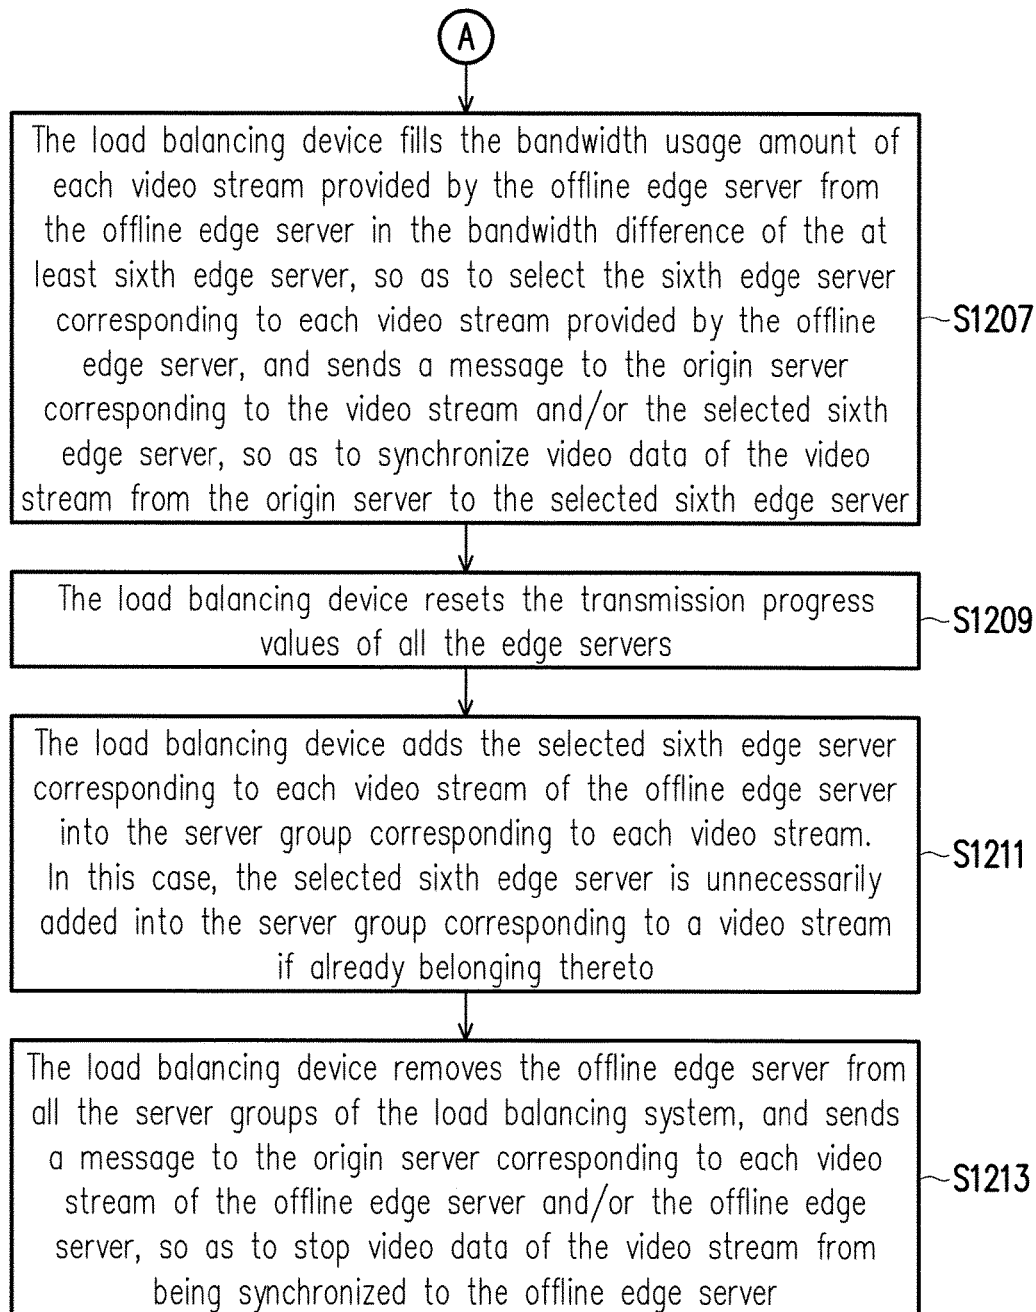 A
The load balancing device fills the bandwidth usage amount of
each video stream provided by the offline edge server from
the offline edge server in the bandwidth difference of the at
least sixth edge server, so as to select the sixth edge server
corresponding to each video stream provided by the offline
edge server, and sends a message to the origin server
corresponding to the video stream and/or the selected sixth
edge server, so as to synchronize video data of the video
stream from the origin server to the selected sixth edge server
S1207
The load balancing device resets the transmission progress
values of all the edge servers
S1209
The load balancing device adds the selected sixth edge server
corresponding to each video stream of the offline edge server
into the server group corresponding to each video stream.
In this case, the selected sixth edge server is unnecessarily
added into the server group corresponding to a video stream
if already belonging thereto
S1211
The load balancing device removes the offline edge server from
all the server groups of the load balancing system, and sends
a message to the origin server corresponding to each video
stream of the offline edge server and/or the offline edge
server, so as to stop video data of the video stream from
being synchronized to the offline edge server
S1213